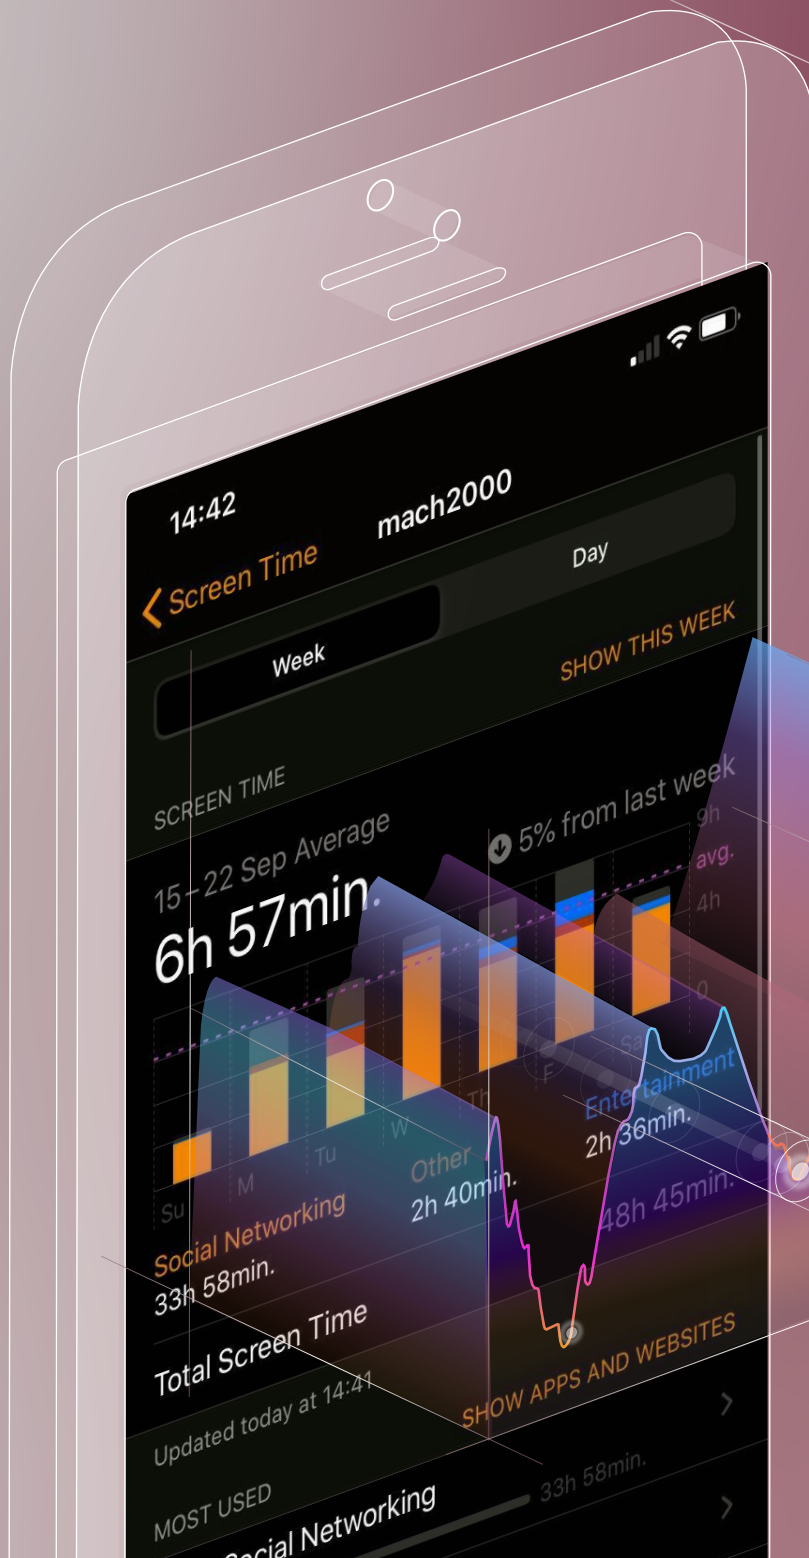 14:42
Screen Time
mach2000
Week
Day
SHOW THIS WEEK
SCREEN TIME
15–22 Sep Average
5% from last week
6h 57min.
9h
avg.
4h
0
Su
M
Tu
W
Th
F
Sa
Social Networking
33h 58min.
Other
2h 40min.
Entertainment
2h 36min.
Total Screen Time
48h 45min.
Updated today at 14:41
SHOW APPS AND WEBSITES
MOST USED
Social Networking
33h 58min.